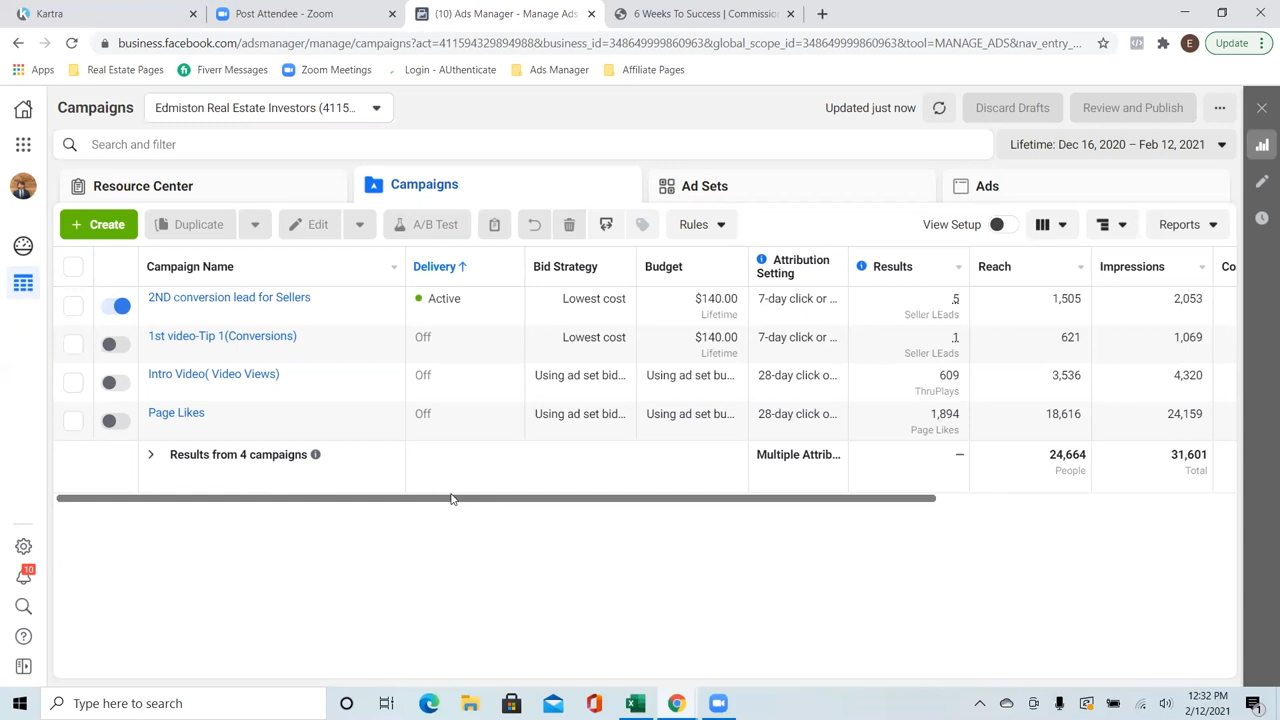 Kartra
Post Attendee - Zoom
(10) Ads Manager - Manage Ads
6 Weeks To Success | Commission
business.facebook.com/adsmanager/manage/campaigns?act=411594332894988&business_id=348649999860963&global_scope_id=348649999860963&tool=MANAGE_ADS&nav_entry_...
E
Update
Apps
Real Estate Pages
Fiverr Messages
Zoom Meetings
Login - AUthenticate
Ads Manager
Affiliate Pages
Campaigns
Edmiston Real Estate Investors (4115...
Updated just now
Discard Drafts
Review and Publish
Search and filter
Lifetime: Dec 16, 2020 – Feb 12, 2021
Resource Center
Campaigns
Ad Sets
Ads
+ Create
Duplicate
Edit
A/B Test
Rules
View Setup
Reports
Campaign Name
Delivery ↑
Bid Strategy
Budget
Attribution
Setting
Results
Reach
Impressions
Co
2ND conversion lead for Sellers
Active
Lowest cost
$140.00
Lifetime
7-day click or ...
5
Seller LEads
1,505
2,053
1st video-Tip 1(Conversions)
Off
Lowest cost
$140.00
Lifetime
7-day click or ...
1
Seller LEads
621
1,069
Intro Video( Video Views)
Off
Using ad set bid...
Using ad set bu...
28-day click o...
609
ThruPlays
3,536
4,320
Page Likes
Off
Using ad set bid...
Using ad set bu...
28-day click o...
1,894
Page Likes
18,616
24,159
Results from 4 campaigns
Multiple Attrib...
—
24,664
People
31,601
Total
10
Type here to search
12:32 PM
2/12/2021
1